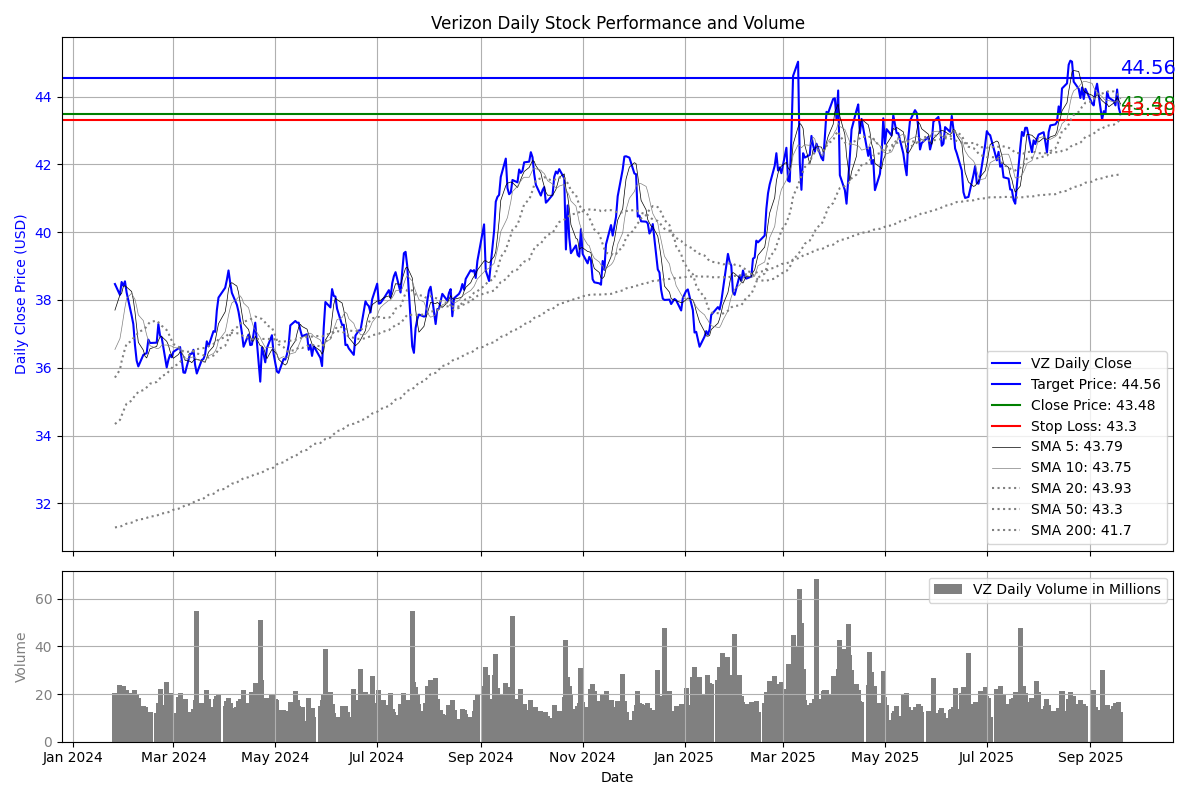 Verizon Daily Stock Performance and Volume
Daily Close Price (USD)
44
42
40
38
36
34
32
44.56
43.48
43.30
VZ Daily Close
Target Price: 44.56
Close Price: 43.48
Stop Loss: 43.3
SMA 5: 43.79
SMA 10: 43.75
SMA 20: 43.93
SMA 50: 43.3
SMA 200: 41.7
Volume
60
40
20
0
VZ Daily Volume in Millions
Jan 2024 Mar 2024 May 2024 Jul 2024 Sep 2024 Nov 2024 Jan 2025 Mar 2025 May 2025 Jul 2025 Sep 2025
Date